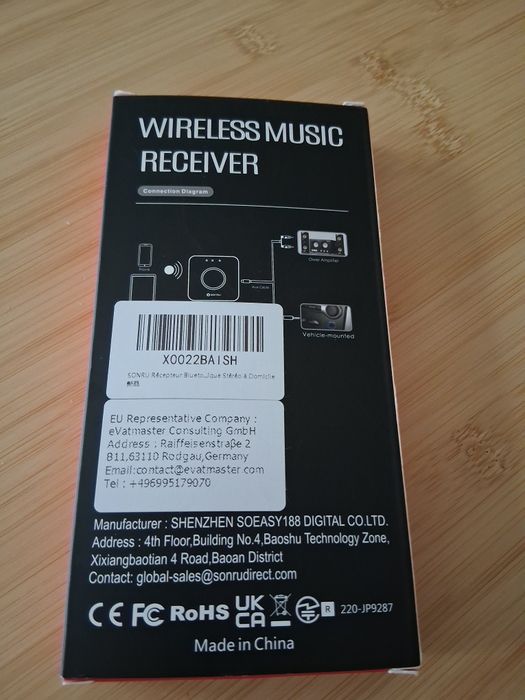 WIRELESS MUSIC
RECEIVER
Connection Diagram
Phone
Aux Cable
Ower Amplifier
Vehicle-mounted
X0022BAISH
SONRU Récepteur Stéréo à Domicile
EU Representative Company :
eVatmaster Consulting GmbH
Address : Raiffeisenstraße 2
B11,63110 Rodgau,Germany
Email:contact@evatmaster.com
Tel : +496995179070
Manufacturer : SHENZHEN SOEASY188 DIGITAL CO.LTD.
Address : 4th Floor,Building No.4,Baoshu Technology Zone,
Xixiangbaotian 4 Road,Baoan District
Contact: global-sales@sonrudirect.com
CE FC RoHS UK CA R 220-JP9287
Made in China